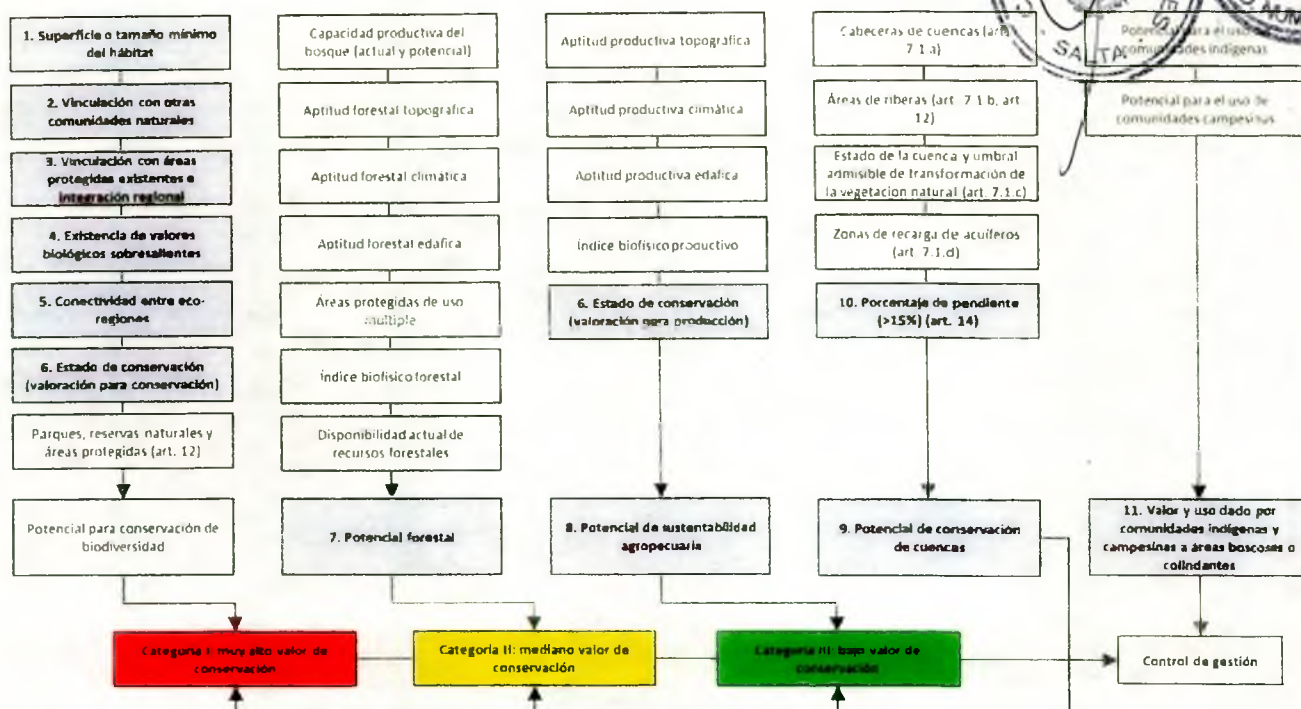 1. Superficie o tamaño mínimo
del hábitat
2. Vinculación con otras
comunidades naturales
3. Vinculación con áreas
protegidas existentes e
integración regional
4. Existencia de valores
biológicos sobresalientes
5. Conectividad entre eco-
regiones
6. Estado de conservación
(valoración para conservación)
Parques, reservas naturales y
áreas protegidas (art. 12)
Potencial para conservación de
biodiversidad
Capacidad productiva del
bosque (actual y potencial)
Aptitud forestal topográfica
Aptitud forestal climática
Aptitud forestal edafica
Áreas protegidas de uso
multiple
Índice biofísico forestal
Disponibilidad actual de
recursos forestales
7. Potencial forestal
Aptitud productiva topográfica
Aptitud productiva climática
Aptitud productiva edafica
Índice biofísico productivo
6. Estado de conservación
(valoración para producción)
8. Potencial de sustentabilidad
agropecuaria
Cabeceras de cuencas (art.
7.1.a)
Áreas de riberas (art. 7.1 b, art
12)
Estado de la cuenca y umbral
admisible de transformación de
la vegetacion natural (art. 7.1.c)
Zonas de recarga de acuíferos
(art. 7.1.d)
10. Porcentaje de pendiente
(>15%) (art. 14)
9. Potencial de conservación
de cuencas
SALTA
Potencial para el uso
comunidades indígenas
Potencial para el uso de
comunidades campesinas
11. Valor y uso dado por
comunidades indígenas y
campesinas a áreas boscosas o
colindantes
Categoría I: muy alto valor de
conservación
Categoría II: mediano valor de
conservación
Categoría III: bajo valor de
conservación
Control de gestión